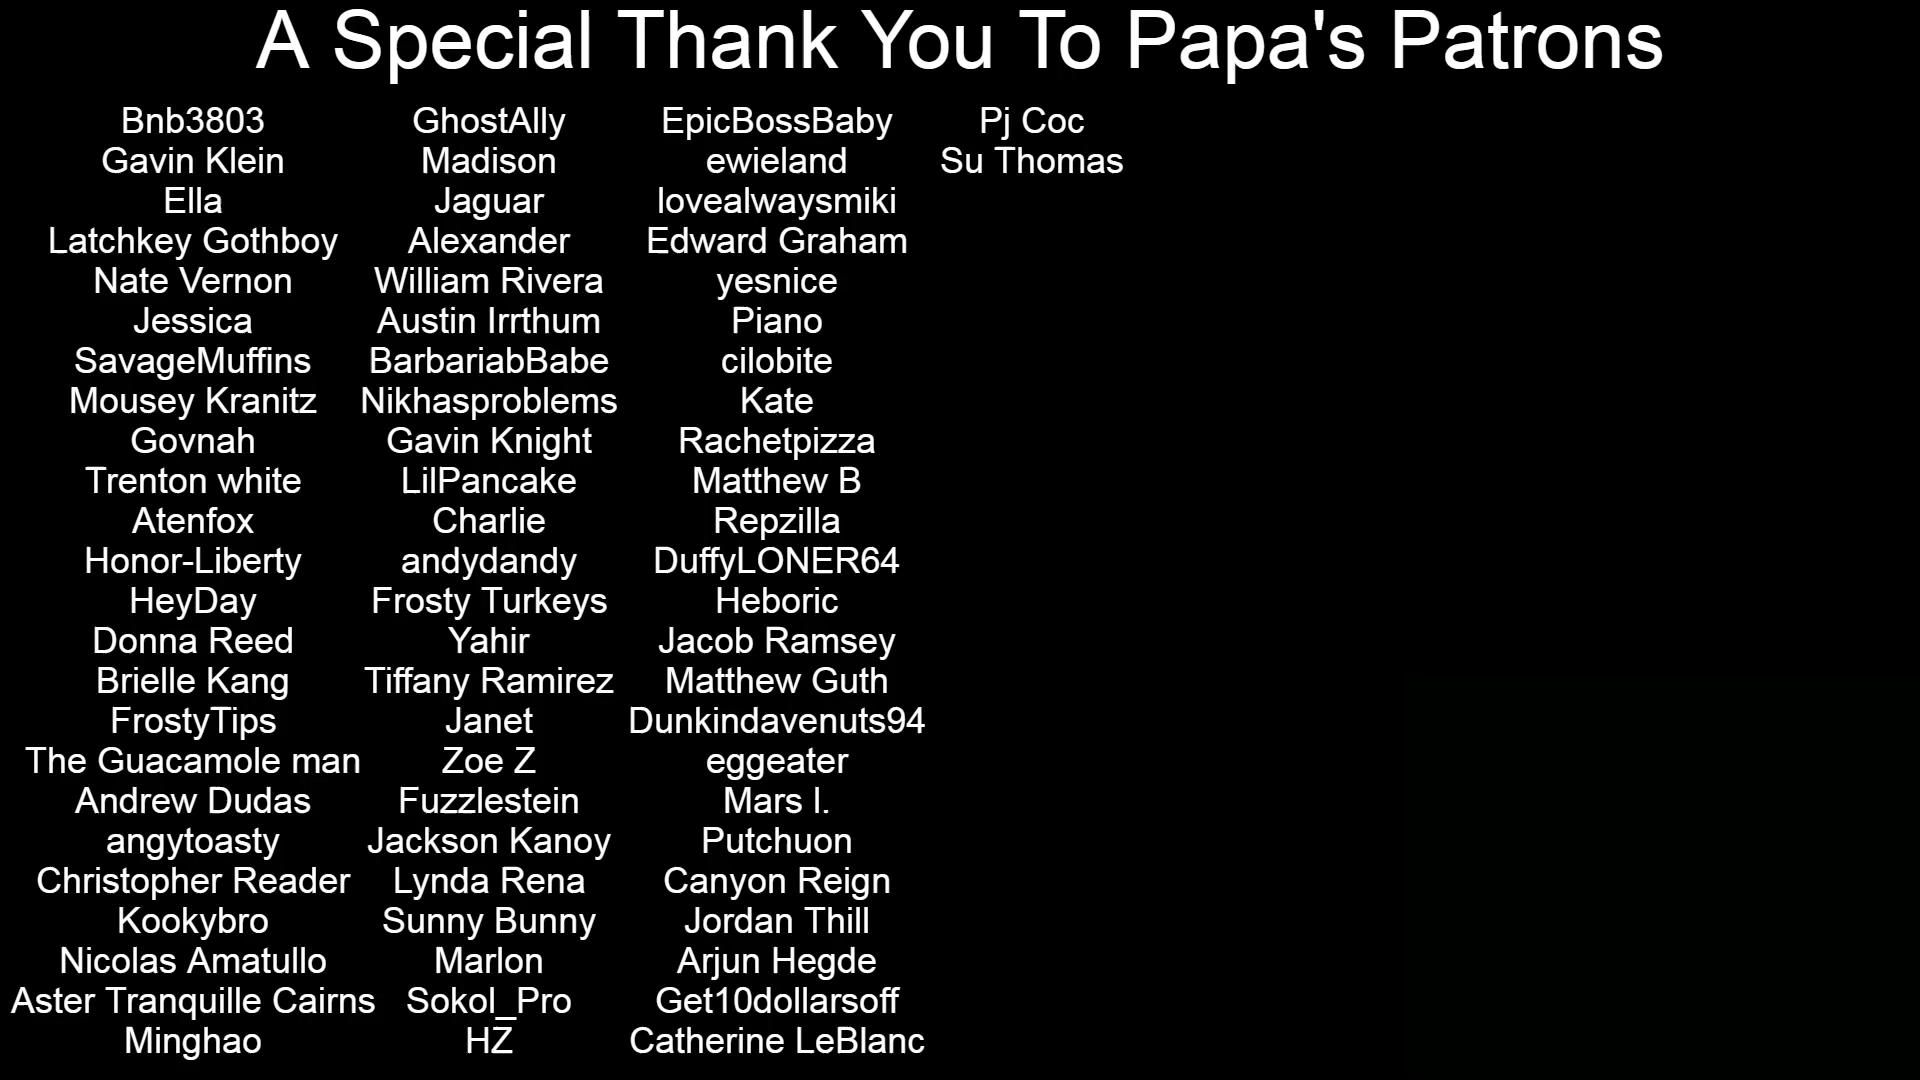 A Special Thank You To Papa's Patrons
Bnb3803
Gavin Klein
Ella
Latchkey Gothboy
Nate Vernon
Jessica
SavageMuffins
Mousey Kranitz
Govnah
Trenton white
Atenfox
Honor-Liberty
HeyDay
Donna Reed
Brielle Kang
FrostyTips
The Guacamole man
Andrew Dudas
angytoasty
Christopher Reader
Kookybro
Nicolas Amatullo
Aster Tranquille Cairns
Minghao
GhostAlly
Madison
Jaguar
Alexander
William Rivera
Austin Irrthum
BarbariabBabe
Nikhasproblems
Gavin Knight
LilPancake
Charlie
andydandy
Frosty Turkeys
Yahir
Tiffany Ramirez
Janet
Zoe Z
Fuzzlestein
Jackson Kanoy
Lynda Rena
Sunny Bunny
Marlon
Sokol_Pro
HZ
EpicBossBaby
ewieland
lovealwaysmiki
Edward Graham
yesnice
Piano
cilobite
Kate
Rachetpizza
Matthew B
Repzilla
DuffyLONER64
Heboric
Jacob Ramsey
Matthew Guth
Dunkindavenuts94
eggeater
Mars l.
Putchuon
Canyon Reign
Jordan Thill
Arjun Hegde
Get10dollarsoff
Catherine LeBlanc
Pj Coc
Su Thomas